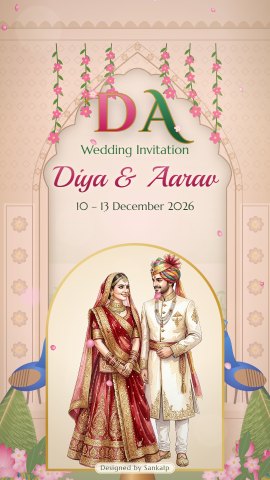 DA
Wedding Invitation
Diya & Aarav
10 – 13 December 2026
Designed by Sankalp